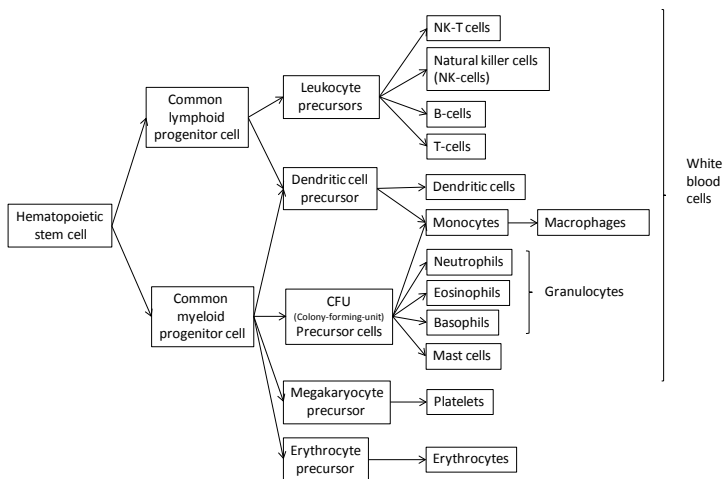 NK-T cells
Natural killer cells
(NK-cells)
B-cells
T-cells
Leukocyte
precursors
Common
lymphoid
progenitor cell
Dendritic cell
precursor
Dendritic cells
Monocytes
Macrophages
White
blood
cells
Hematopoietic
stem cell
Common
myeloid
progenitor cell
CFU
(Colony-forming-unit)
Precursor cells
Neutrophils
Eosinophils
Basophils
Mast cells
Granulocytes
Megakaryocyte
precursor
Platelets
Erythrocyte
precursor
Erythrocytes